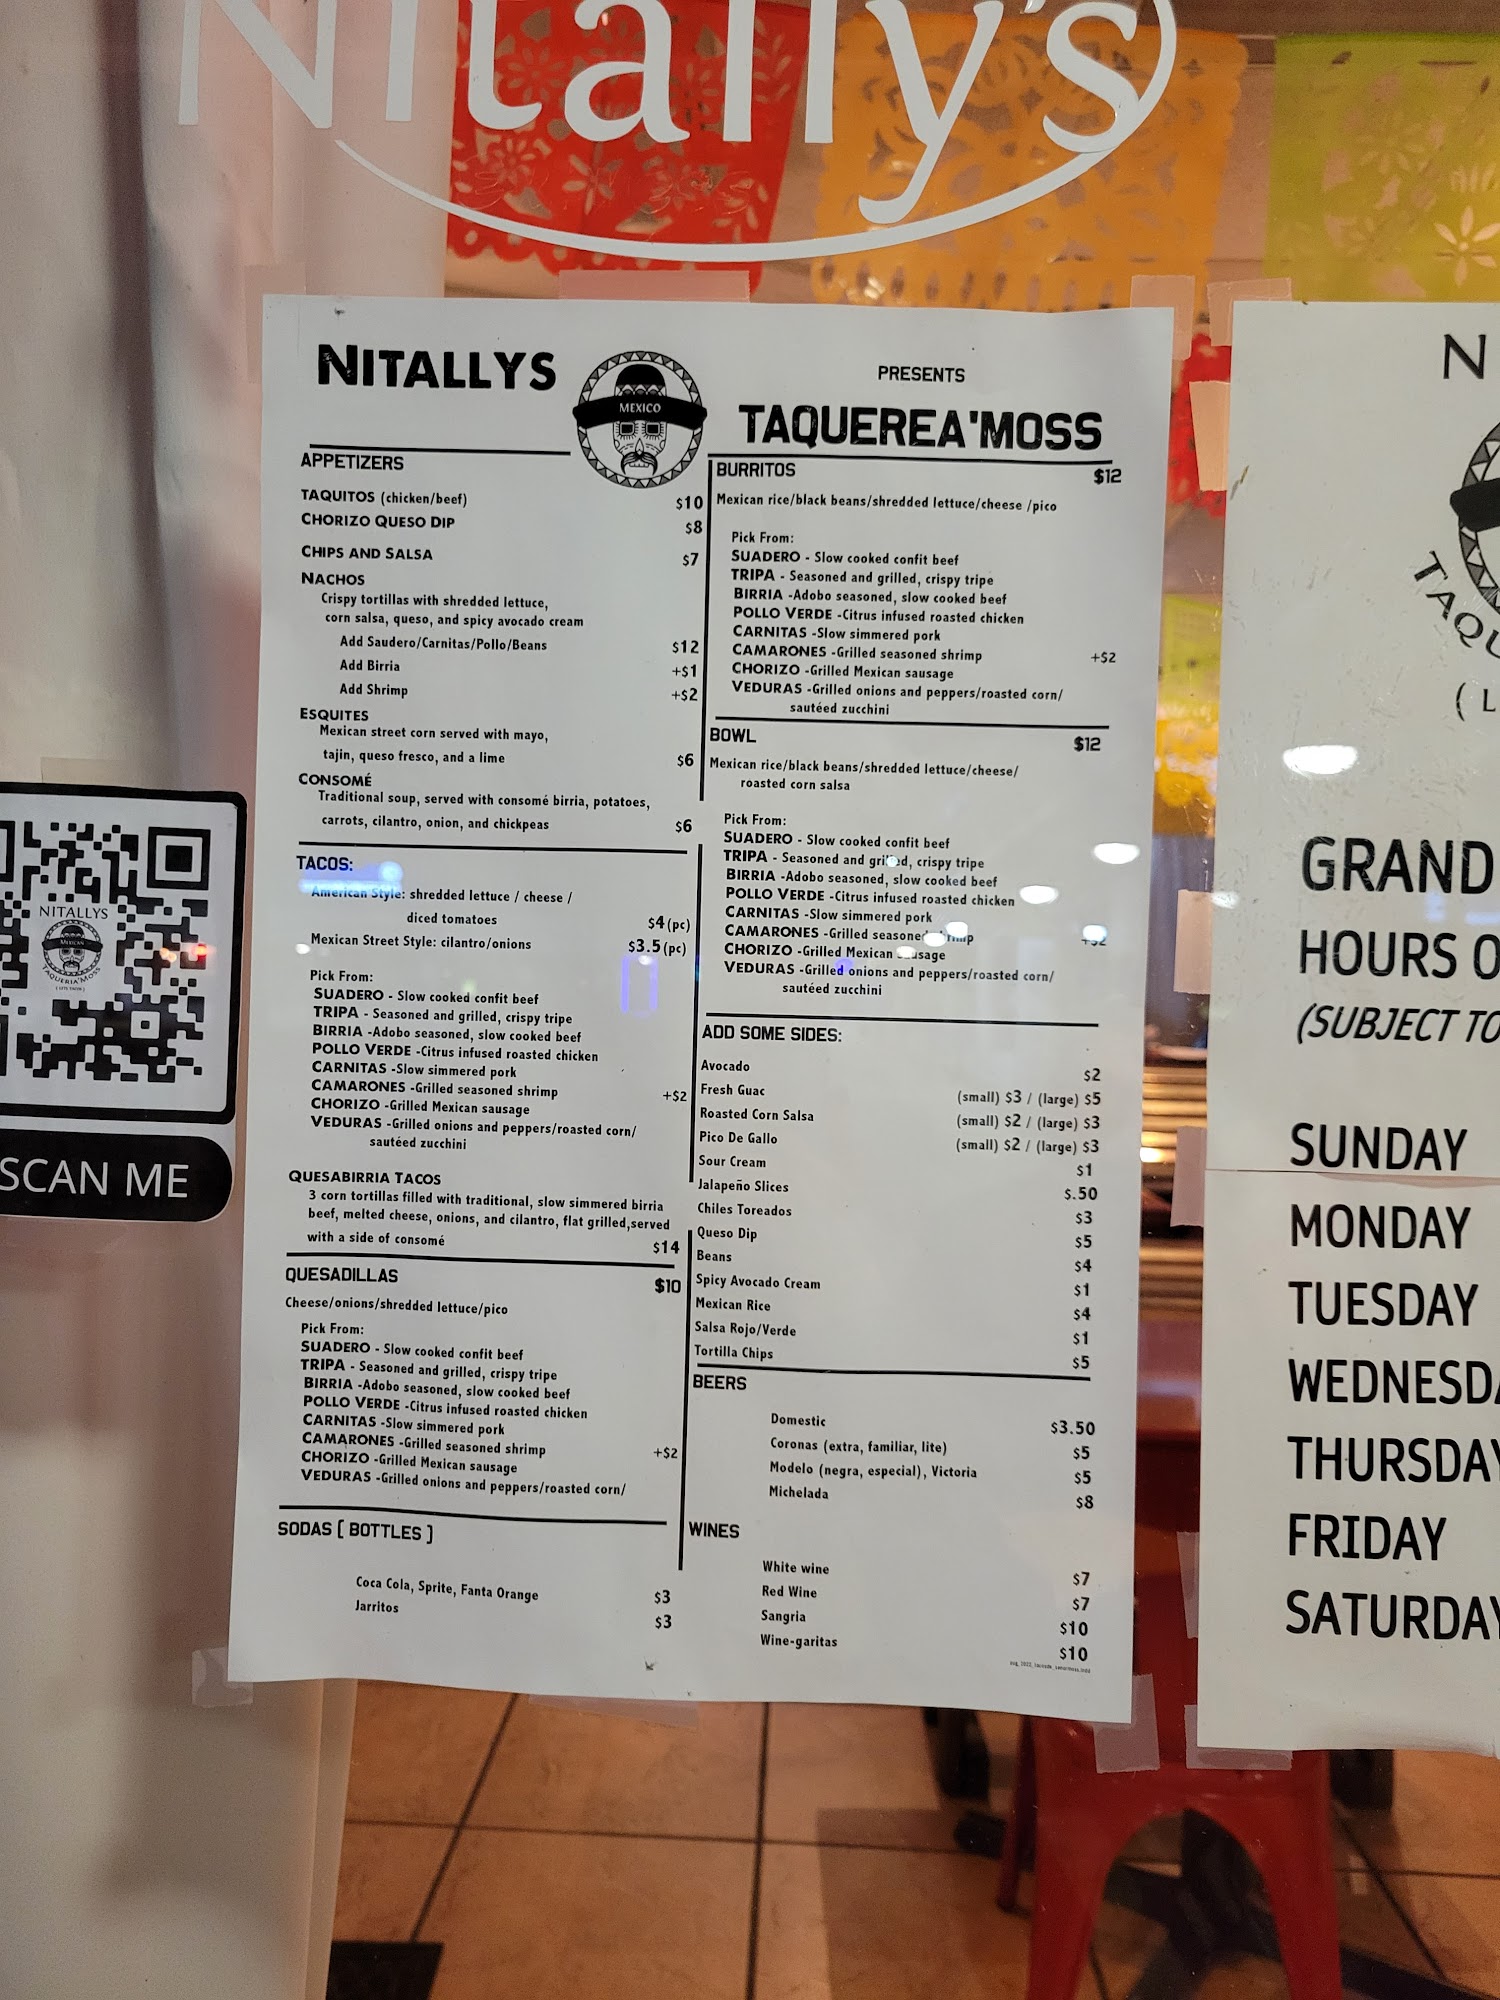 Nitally's
NITALLYS
MEXICO
PRESENTS
TAQUEREA'MOSS
APPETIZERS
TAQUITOS (chicken/beef) $10
CHORIZO QUESO DIP $8
CHIPS AND SALSA $7
NACHOS
Crispy tortillas with shredded lettuce,
corn salsa, queso, and spicy avocado cream
Add Saudero/Carnitas/Pollo/Beans $12
Add Birria +$1
Add Shrimp +$2
ESQUITES
Mexican street corn served with mayo,
tajin, queso fresco, and a lime $6
CONSOMÉ
Traditional soup, served with consomé birria, potatoes,
carrots, cilantro, onion, and chickpeas $6
TACOS:
American Style: shredded lettuce / cheese /
diced tomatoes $4(pc)
Mexican Street Style: cilantro/onions $3.5(pc)
Pick From:
SUADERO - Slow cooked confit beef
TRIPA - Seasoned and grilled, crispy tripe
BIRRIA -Adobo seasoned, slow cooked beef
POLLO VERDE -Citrus infused roasted chicken
CARNITAS -Slow simmered pork
CAMARONES -Grilled seasoned shrimp +$2
CHORIZO -Grilled Mexican sausage
VEDURAS -Grilled onions and peppers/roasted corn/
sautéed zucchini
QUESABIRRIA TACOS
3 corn tortillas filled with traditional, slow simmered birria
beef, melted cheese, onions, and cilantro, flat grilled,served
with a side of consomé $14
QUESADILLAS $10
Cheese/onions/shredded lettuce/pico
Pick From:
SUADERO - Slow cooked confit beef
TRIPA - Seasoned and grilled, crispy tripe
BIRRIA -Adobo seasoned, slow cooked beef
POLLO VERDE -Citrus infused roasted chicken
CARNITAS -Slow simmered pork
CAMARONES -Grilled seasoned shrimp +$2
CHORIZO -Grilled Mexican sausage
VEDURAS -Grilled onions and peppers/roasted corn/
SODAS [ BOTTLES ]
Coca Cola, Sprite, Fanta Orange $3
Jarritos $3
BURRITOS $12
Mexican rice/black beans/shredded lettuce/cheese /pico
Pick From:
SUADERO - Slow cooked confit beef
TRIPA - Seasoned and grilled, crispy tripe
BIRRIA -Adobo seasoned, slow cooked beef
POLLO VERDE -Citrus infused roasted chicken
CARNITAS -Slow simmered pork
CAMARONES -Grilled seasoned shrimp +$2
CHORIZO -Grilled Mexican sausage
VEDURAS -Grilled onions and peppers/roasted corn/
sautéed zucchini
BOWL $12
Mexican rice/black beans/shredded lettuce/cheese/
roasted corn salsa
Pick From:
SUADERO - Slow cooked confit beef
TRIPA - Seasoned and grilled, crispy tripe
BIRRIA -Adobo seasoned, slow cooked beef
POLLO VERDE -Citrus infused roasted chicken
CARNITAS -Slow simmered pork
CAMARONES -Grilled seasoned shrimp +$2
CHORIZO -Grilled Mexican sausage
VEDURAS -Grilled onions and peppers/roasted corn/
sautéed zucchini
ADD SOME SIDES:
Avocado $2
Fresh Guac (small) $3 / (large) $5
Roasted Corn Salsa (small) $2 / (large) $3
Pico De Gallo (small) $2 / (large) $3
Sour Cream $1
Jalapeño Slices $.50
Chiles Toreados $3
Queso Dip $5
Beans $4
Spicy Avocado Cream $1
Mexican Rice $4
Salsa Rojo/Verde $1
Tortilla Chips $5
BEERS
Domestic $3.50
Coronas (extra, familiar, lite) $5
Modelo (negra, especial), Victoria $5
Michelada $8
WINES
White wine $7
Red Wine $7
Sangria $10
Wine-garitas $10
NITALLYS
MEXICAN
TAQUERIA'MOSS
SCAN ME
N
TAQU
( L
GRAND
HOURS O
(SUBJECT TO
SUNDAY
MONDAY
TUESDAY
WEDNESDA
THURSDAY
FRIDAY
SATURDAY